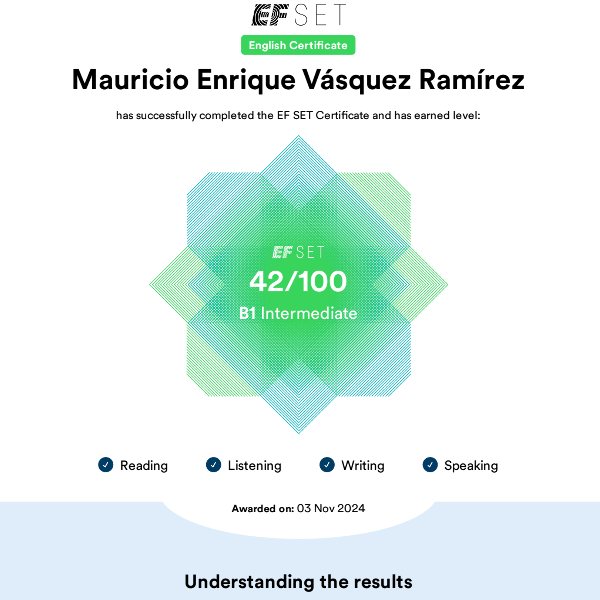 EF SET
English Certificate
Mauricio Enrique Vásquez Ramírez
has successfully completed the EF SET Certificate and has earned level:
EF SET
42/100
B1 Intermediate
Reading Listening Writing Speaking
Awarded on: 03 Nov 2024
Understanding the results